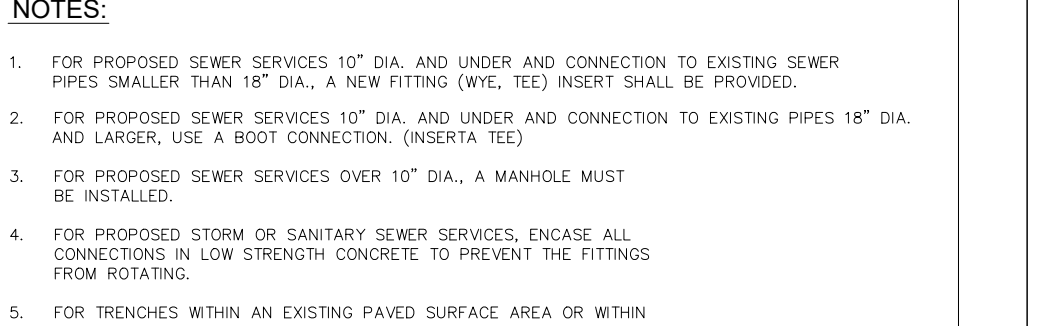 NOTES:
1. FOR PROPOSED SEWER SERVICES 10" DIA. AND UNDER AND CONNECTION TO EXISTING SEWER
PIPES SMALLER THAN 18" DIA., A NEW FITTING (WYE, TEE) INSERT SHALL BE PROVIDED.
2. FOR PROPOSED SEWER SERVICES 10" DIA. AND UNDER AND CONNECTION TO EXISTING PIPES 18" DIA.
AND LARGER, USE A BOOT CONNECTION. (INSERTA TEE)
3. FOR PROPOSED SEWER SERVICES OVER 10" DIA., A MANHOLE MUST
BE INSTALLED.
4. FOR PROPOSED STORM OR SANITARY SEWER SERVICES, ENCASE ALL
CONNECTIONS IN LOW STRENGTH CONCRETE TO PREVENT THE FITTINGS
FROM ROTATING.
5. FOR TRENCHES WITHIN AN EXISTING PAVED SURFACE AREA OR WITHIN